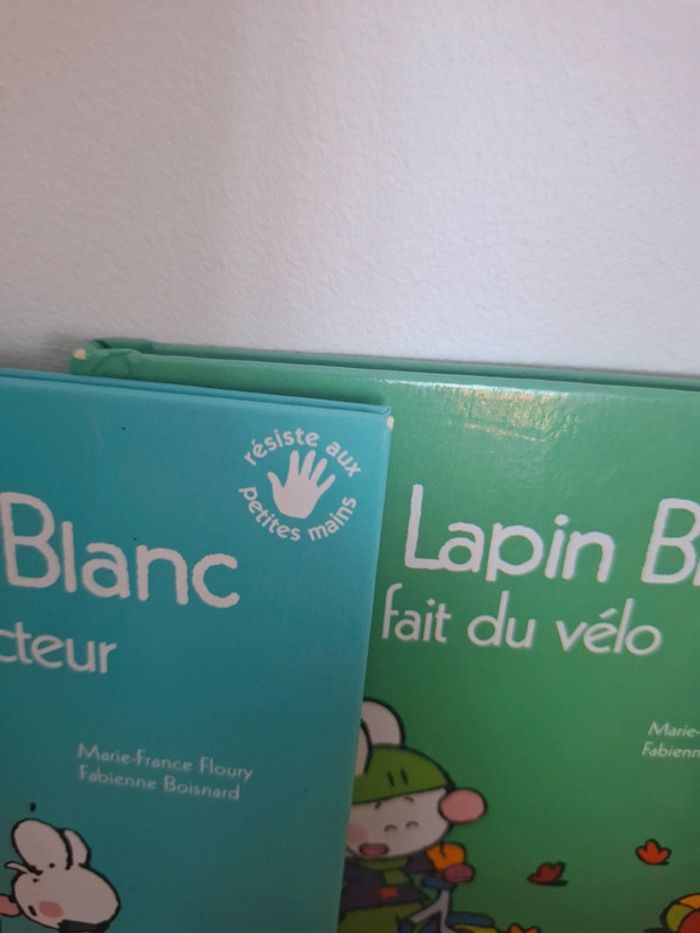 résiste aux
petites mains
Blanc
cteur
Marie-France Floury
Fabienne Boisnard
Lapin B
fait du vélo
Marie-
Fabienn